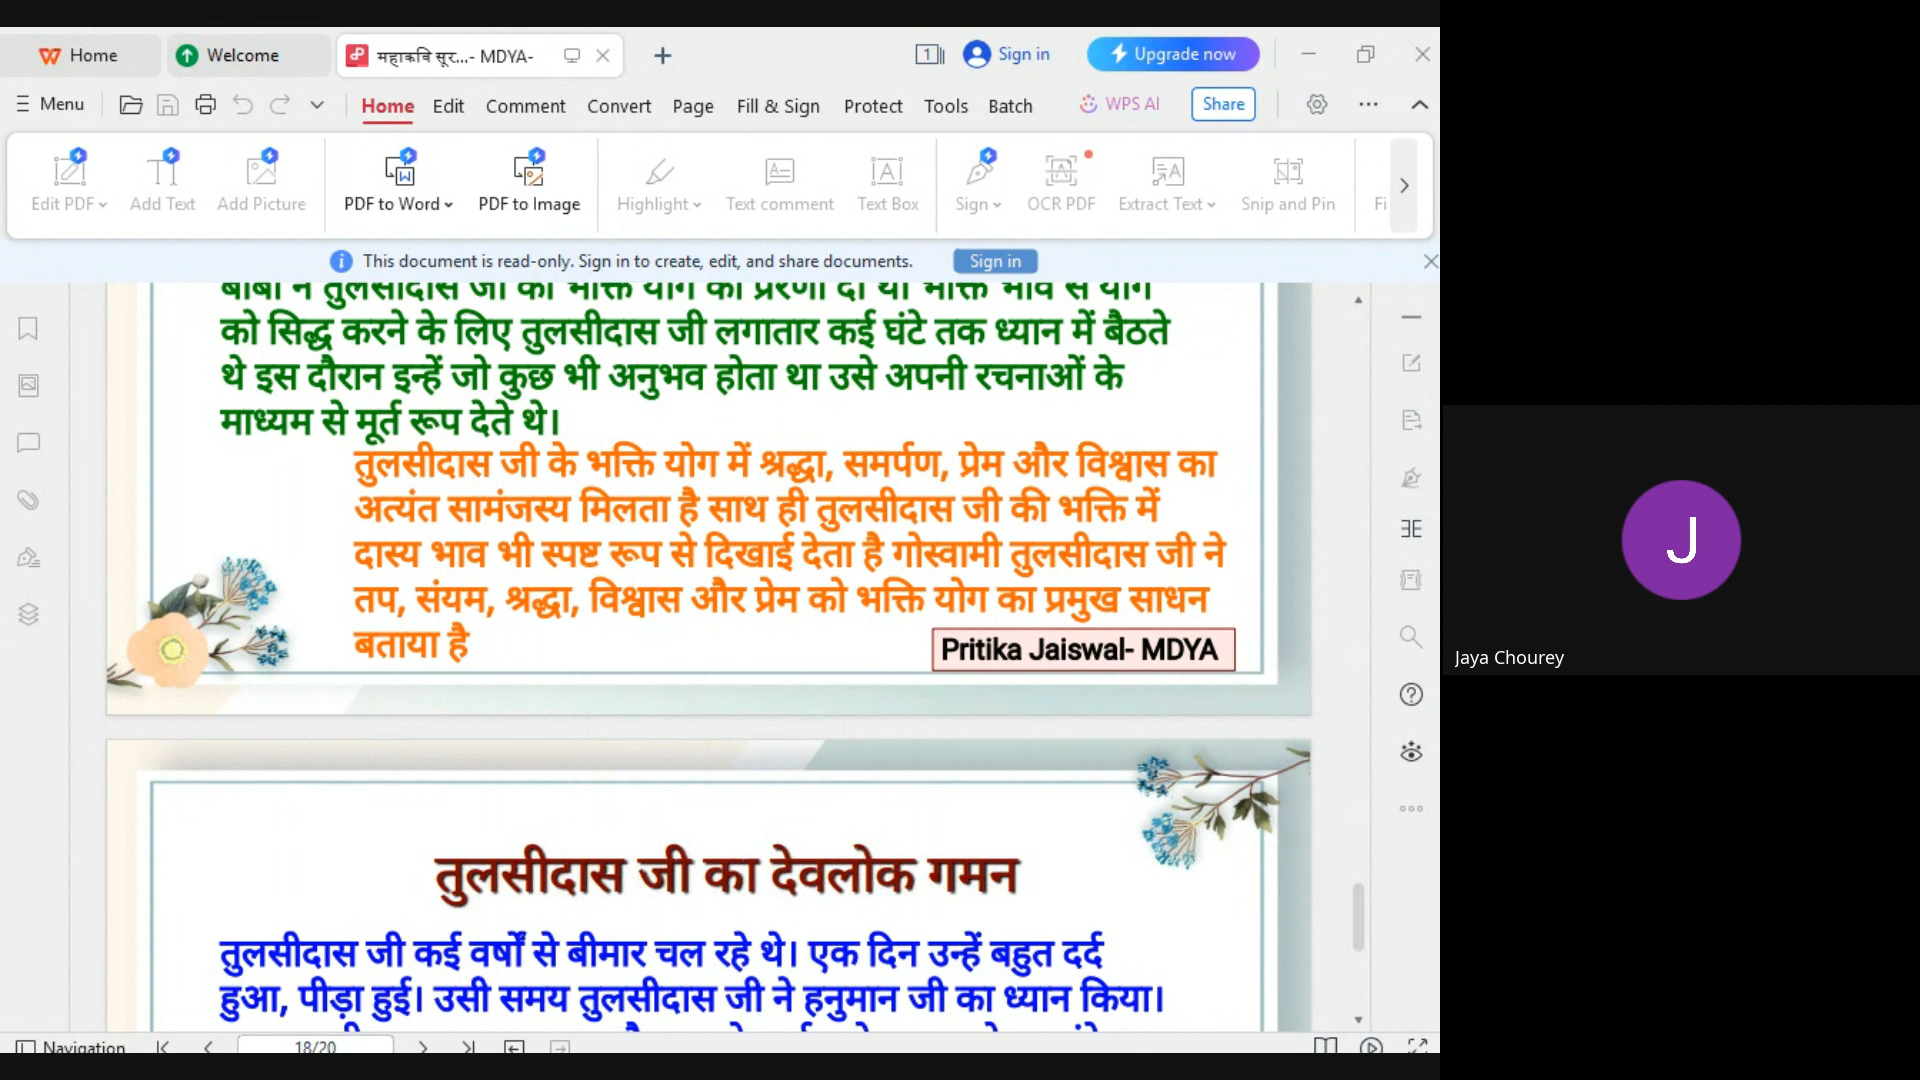 Home
Welcome
महाकवि सूर...- MDYA-
1
Sign in
Upgrade now
Menu
Home
Edit
Comment
Convert
Page
Fill & Sign
Protect
Tools
Batch
WPS AI
Share
Edit PDF
Add Text
Add Picture
PDF to Word
PDF to Image
Highlight
Text comment
Text Box
Sign
OCR PDF
Extract Text
Snip and Pin
Fi
This document is read-only. Sign in to create, edit, and share documents.
Sign in
बाबा ने तुलसीदास जी को भक्ति योग की प्रेरणा दी थी भक्ति भाव से योग
को सिद्ध करने के लिए तुलसीदास जी लगातार कई घंटे तक ध्यान में बैठते
थे इस दौरान इन्हें जो कुछ भी अनुभव होता था उसे अपनी रचनाओं के
माध्यम से मूर्त रूप देते थे।
तुलसीदास जी के भक्ति योग में श्रद्धा, समर्पण, प्रेम और विश्वास का
अत्यंत सामंजस्य मिलता है साथ ही तुलसीदास जी की भक्ति में
दास्य भाव भी स्पष्ट रूप से दिखाई देता है गोस्वामी तुलसीदास जी ने
तप, संयम, श्रद्धा, विश्वास और प्रेम को भक्ति योग का प्रमुख साधन
बताया है
Pritika Jaiswal- MDYA
तुलसीदास जी का देवलोक गमन
तुलसीदास जी कई वर्षों से बीमार चल रहे थे। एक दिन उन्हें बहुत दर्द
हुआ, पीड़ा हुई। उसी समय तुलसीदास जी ने हनुमान जी का ध्यान किया।
Navigation
18/20
J
Jaya Chourey